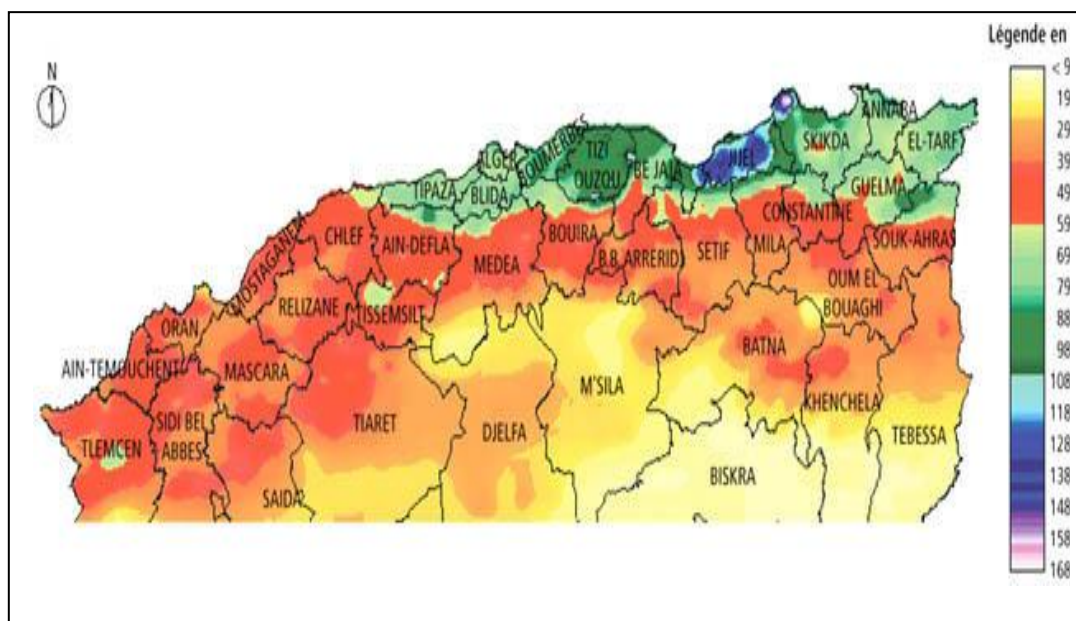 Légende en
N
< 9
19
29
39
49
59
69
79
88
98
108
118
128
138
148
158
168
ANNABA
SKIKDA
EL-TARF
JIJEL
BOUMERDES
TIZI
OUZOU
BEJAIA
ALGER
TIPAZA
BLIDA
GUELMA
CONSTANTINE
SOUK-AHRAS
MILA
SETIF
B.B. ARRERIDJ
BOUIRA
MEDEA
AIN-DEFLA
CHLEF
MOSTAGANEM
RELIZANE
TISSEMSILT
OUM EL
BOUAGHI
ORAN
AIN-TEMOUCHENT
MASCARA
BATNA
KHENCHELA
M'SILA
TIARET
DJELFA
TEBESSA
SIDI BEL
ABBES
TLEMCEN
SAIDA
BISKRA